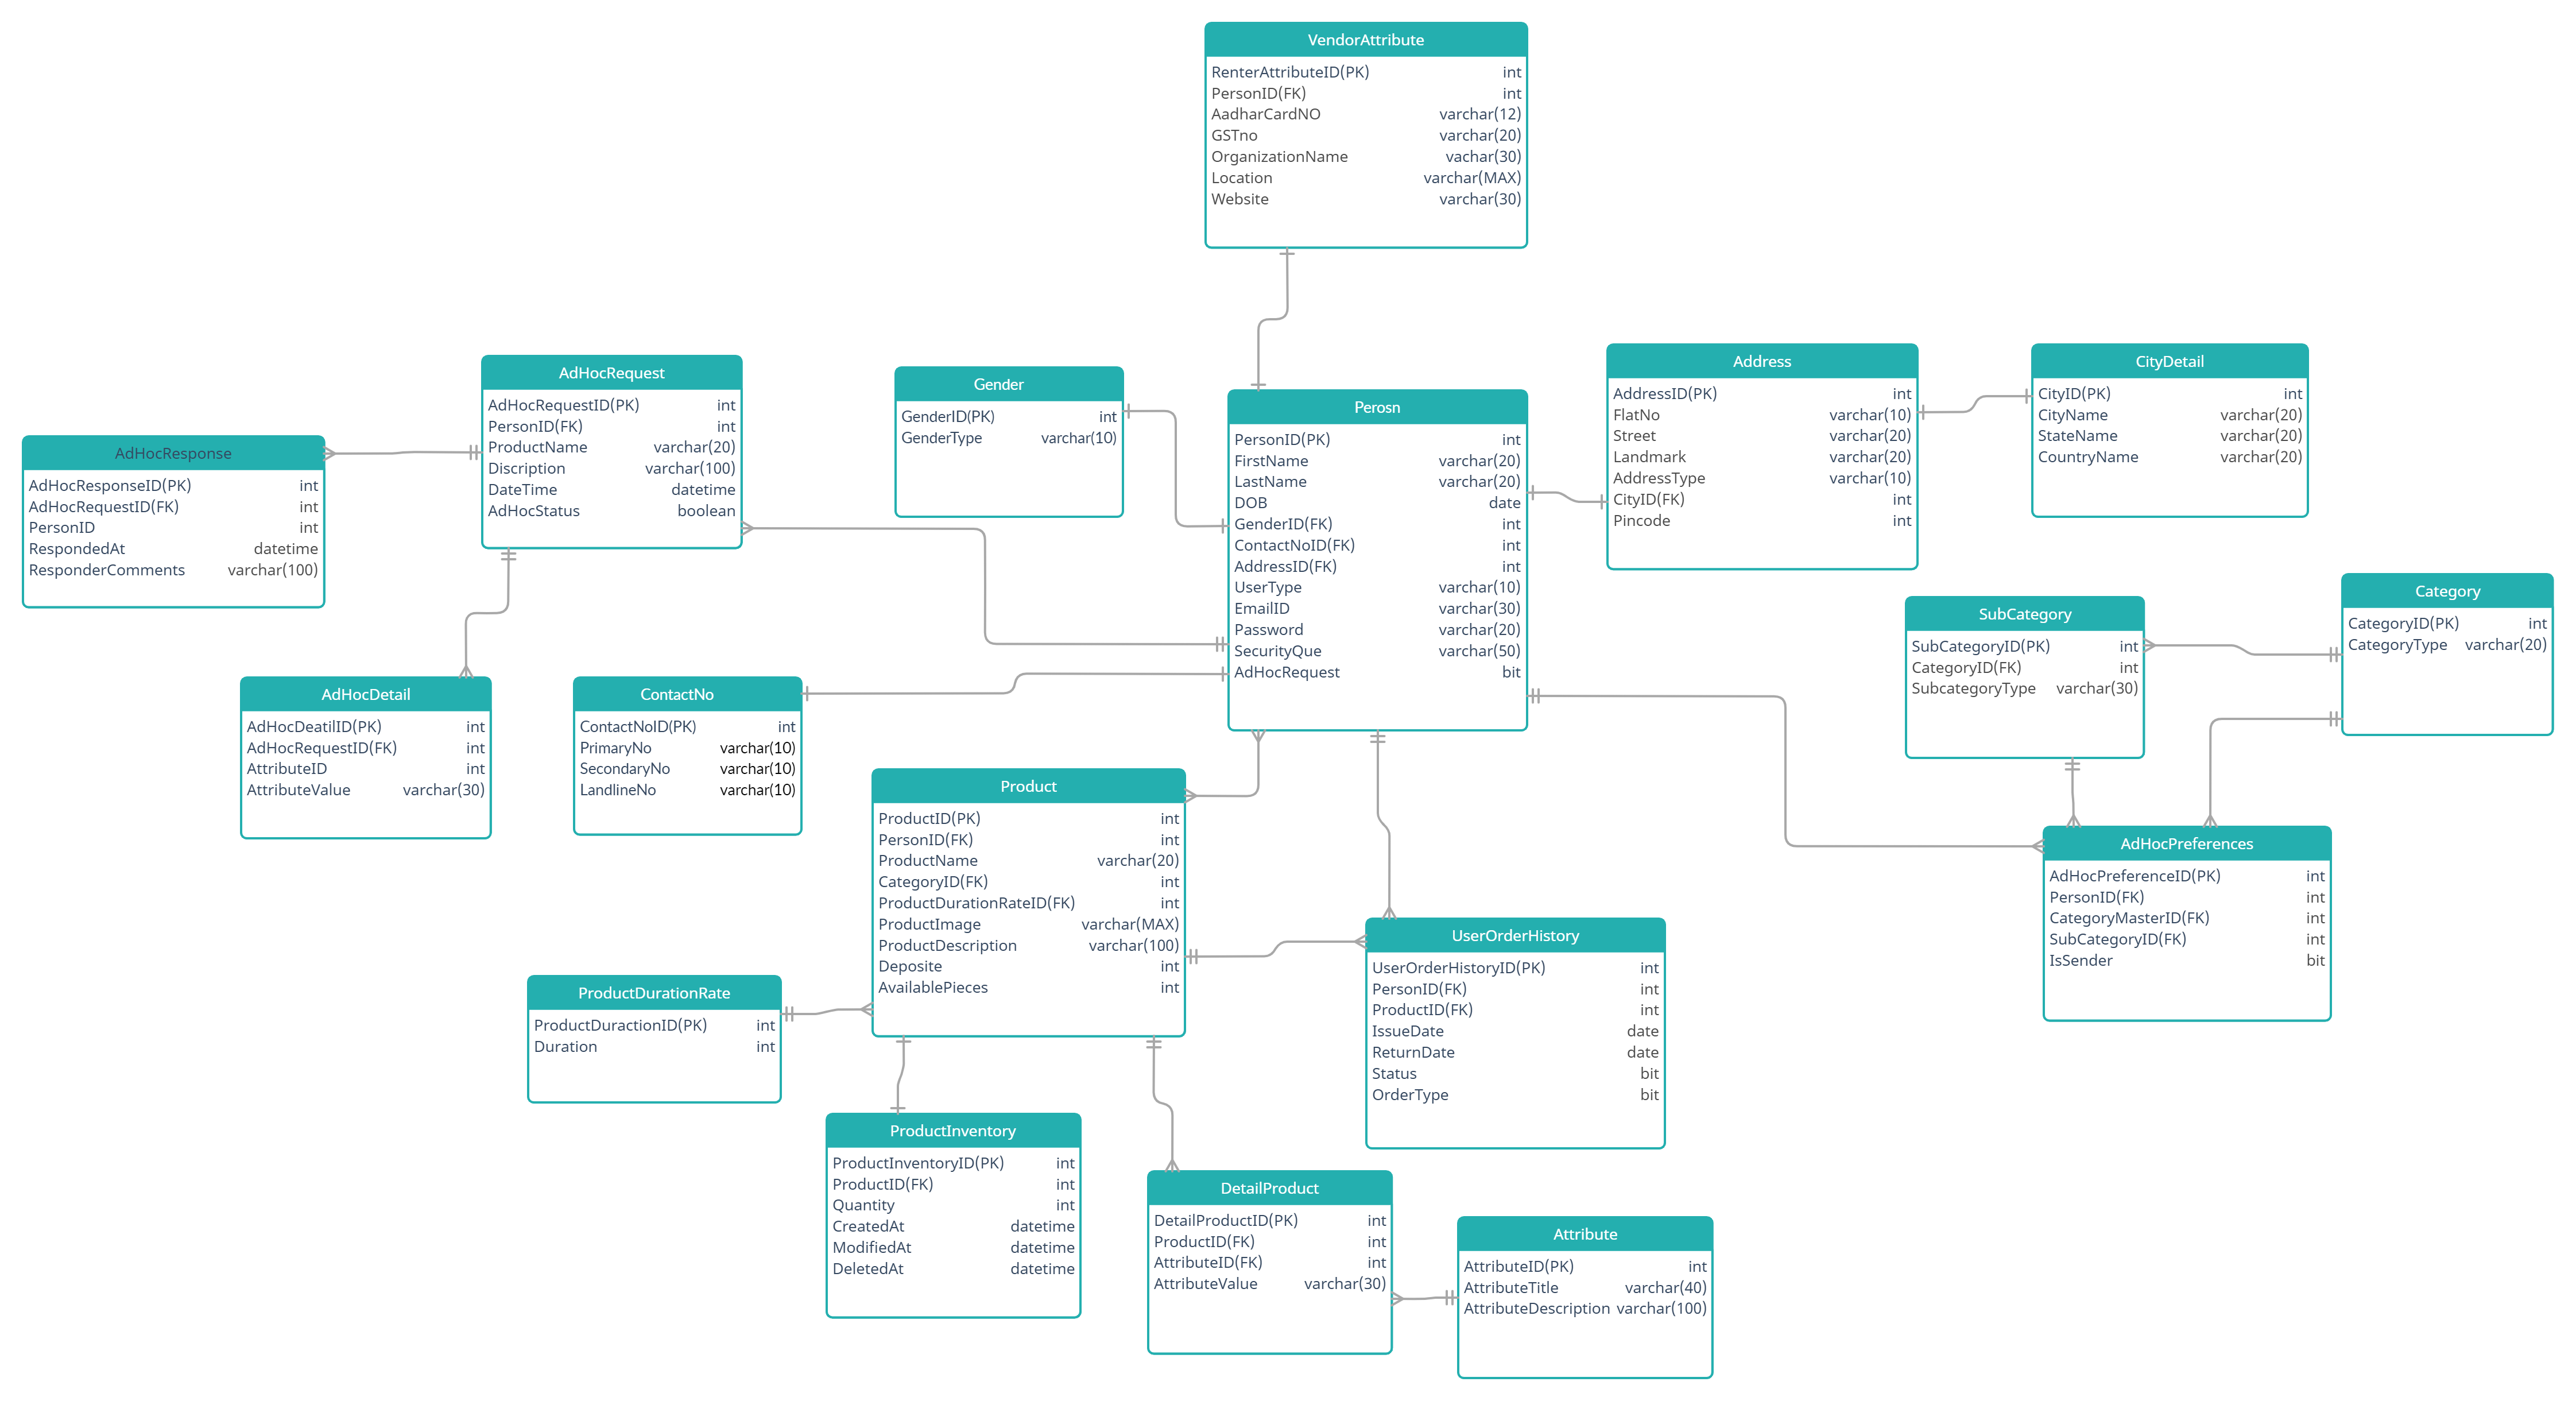 VendorAttribute
RenterAttributeID(PK) int
PersonID(FK) int
AadharCardNO varchar(12)
GSTno varchar(20)
OrganizationName vachar(30)
Location varchar(MAX)
Website varchar(30)
AdHocRequest
AdHocRequestID(PK) int
PersonID(FK) int
ProductName varchar(20)
Discription varchar(100)
DateTime datetime
AdHocStatus boolean
Gender
GenderID(PK) int
GenderType varchar(10)
Perosn
PersonID(PK) int
FirstName varchar(20)
LastName varchar(20)
DOB date
GenderID(FK) int
ContactNoID(FK) int
AddressID(FK) int
UserType varchar(10)
EmailID varchar(30)
Password varchar(20)
SecurityQue varchar(50)
AdHocRequest bit
Address
AddressID(PK) int
FlatNo varchar(10)
Street varchar(20)
Landmark varchar(20)
AddressType varchar(10)
CityID(FK) int
Pincode int
CityDetail
CityID(PK) int
CityName varchar(20)
StateName varchar(20)
CountryName varchar(20)
AdHocResponse
AdHocResponseID(PK) int
AdHocRequestID(FK) int
PersonID int
RespondedAt datetime
ResponderComments varchar(100)
SubCategory
SubCategoryID(PK) int
CategoryID(FK) int
SubcategoryType varchar(30)
Category
CategoryID(PK) int
CategoryType varchar(20)
AdHocDetail
AdHocDeatilID(PK) int
AdHocRequestID(FK) int
AttributeID int
AttributeValue varchar(30)
ContactNo
ContactNoID(PK) int
PrimaryNo varchar(10)
SecondaryNo varchar(10)
LandlineNo varchar(10)
Product
ProductID(PK) int
PersonID(FK) int
ProductName varchar(20)
CategoryID(FK) int
ProductDurationRateID(FK) int
ProductImage varchar(MAX)
ProductDescription varchar(100)
Deposite int
AvailablePieces int
AdHocPreferences
AdHocPreferenceID(PK) int
PersonID(FK) int
CategoryMasterID(FK) int
SubCategoryID(FK) int
IsSender bit
UserOrderHistory
UserOrderHistoryID(PK) int
PersonID(FK) int
ProductID(FK) int
IssueDate date
ReturnDate date
Status bit
OrderType bit
ProductDurationRate
ProductDuractionID(PK) int
Duration int
ProductInventory
ProductInventoryID(PK) int
ProductID(FK) int
Quantity int
CreatedAt datetime
ModifiedAt datetime
DeletedAt datetime
DetailProduct
DetailProductID(PK) int
ProductID(FK) int
AttributeID(FK) int
AttributeValue varchar(30)
Attribute
AttributeID(PK) int
AttributeTitle varchar(40)
AttributeDescription varchar(100)